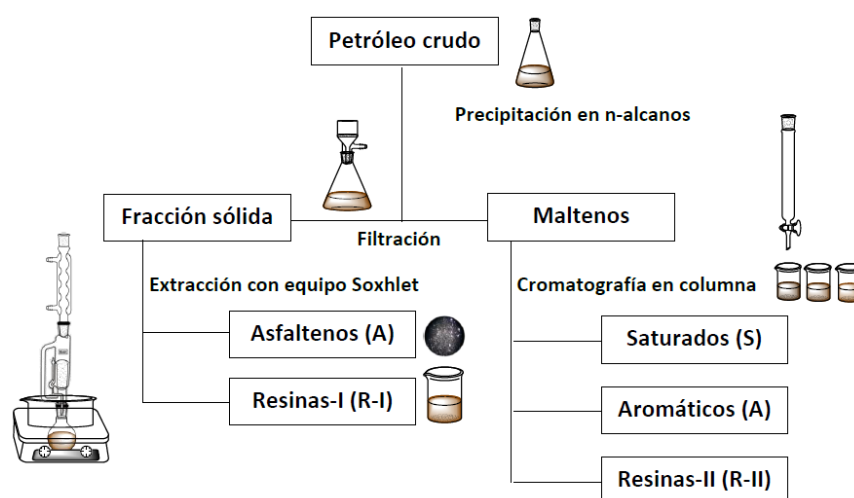 Petróleo crudo
Precipitación en n-alcanos
Fracción sólida
Maltenos
Filtración
Extracción con equipo Soxhlet
Cromatografía en columna
Asfaltenos (A)
Saturados (S)
Resinas-I (R-I)
Aromáticos (A)
Resinas-II (R-II)